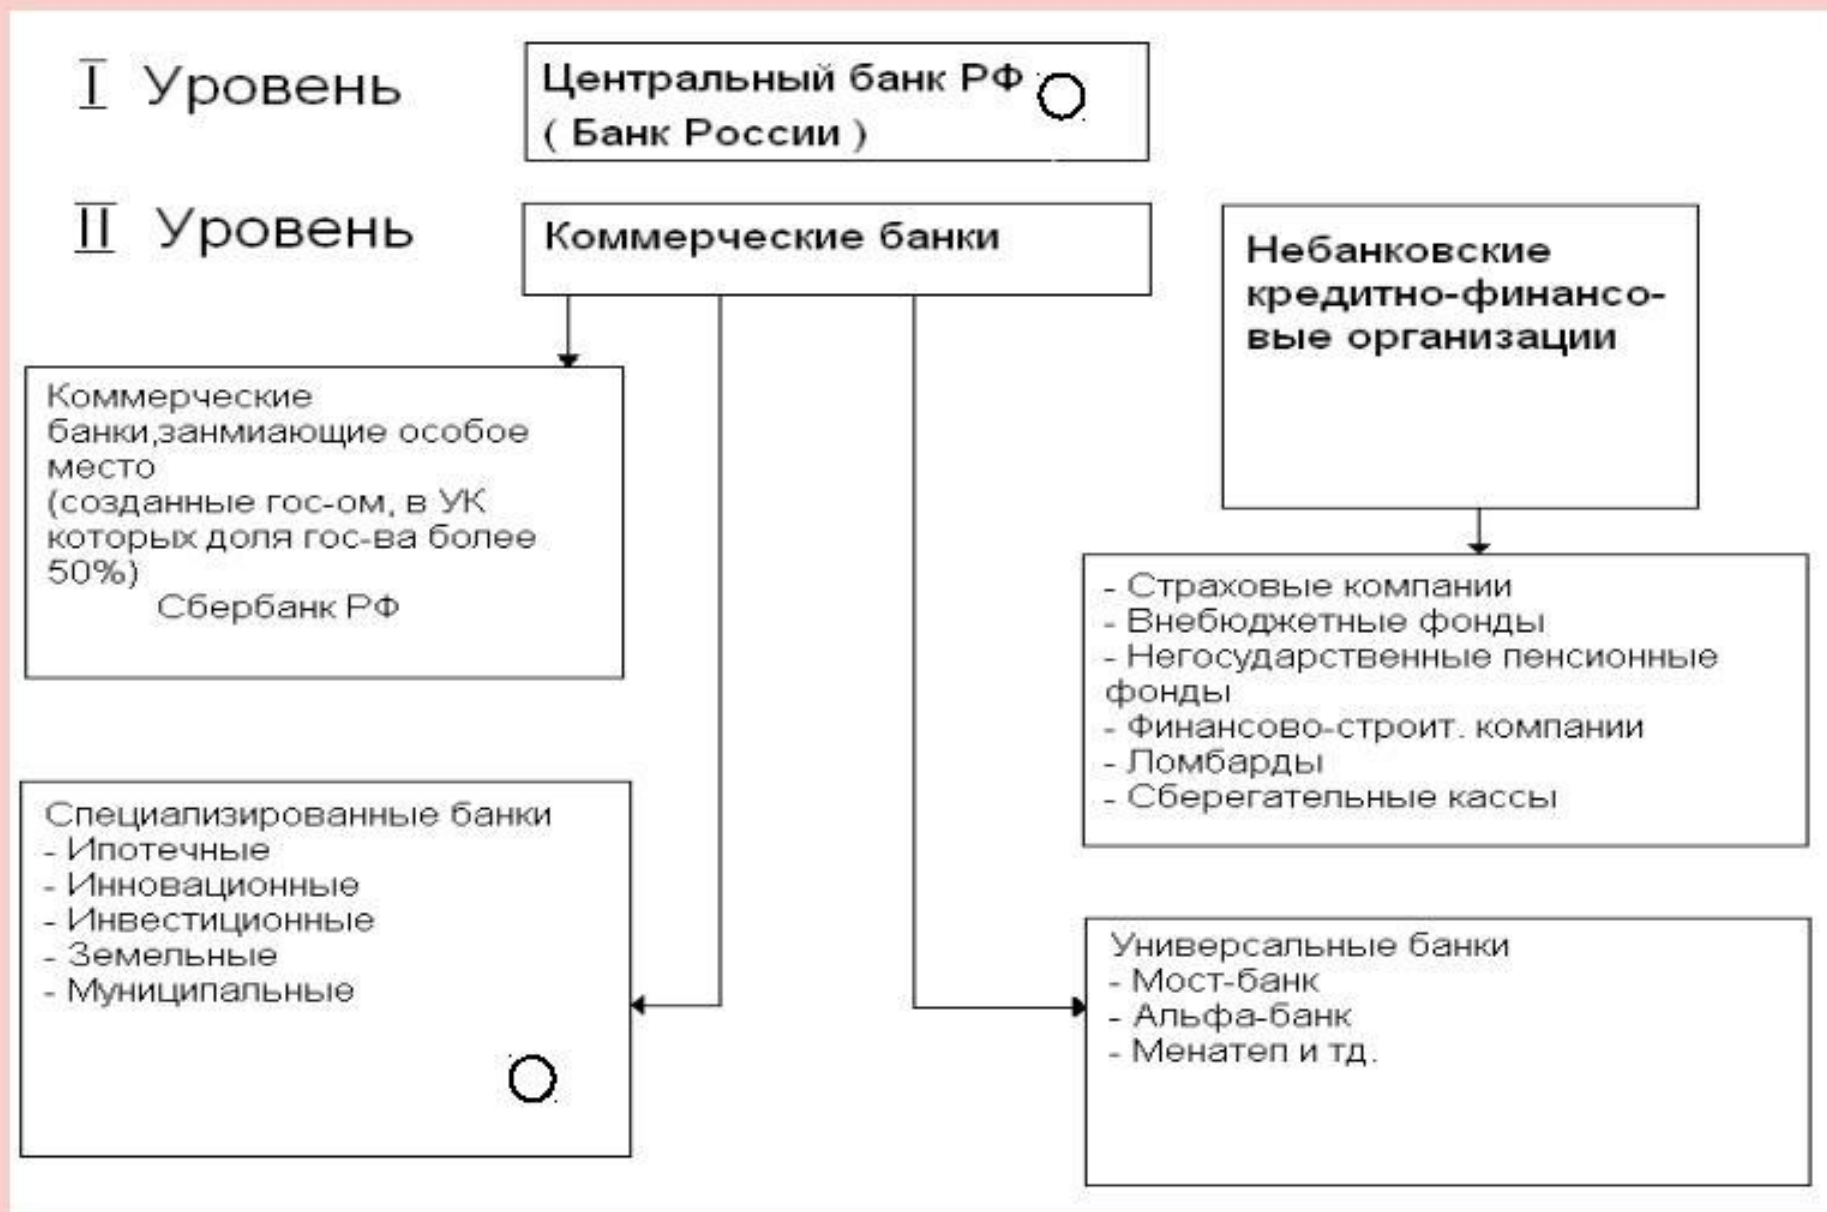 I Уровень
Центральный банк РФ
( Банк России )
II Уровень
Коммерческие банки
Небанковские
кредитно-финансо-
вые организации
Коммерческие
банки,занмиающие особое
место
(созданные гос-ом, в УК
которых доля гос-ва более
50%)
Сбербанк РФ
- Страховые компании
- Внебюджетные фонды
- Негосударственные пенсионные
фонды
- Финансово-строит. компании
- Ломбарды
- Сберегательные кассы
Специализированные банки
- Ипотечные
- Инновационные
- Инвестиционные
- Земельные
- Муниципальные
Универсальные банки
- Мост-банк
- Альфа-банк
- Менатеп и тд.